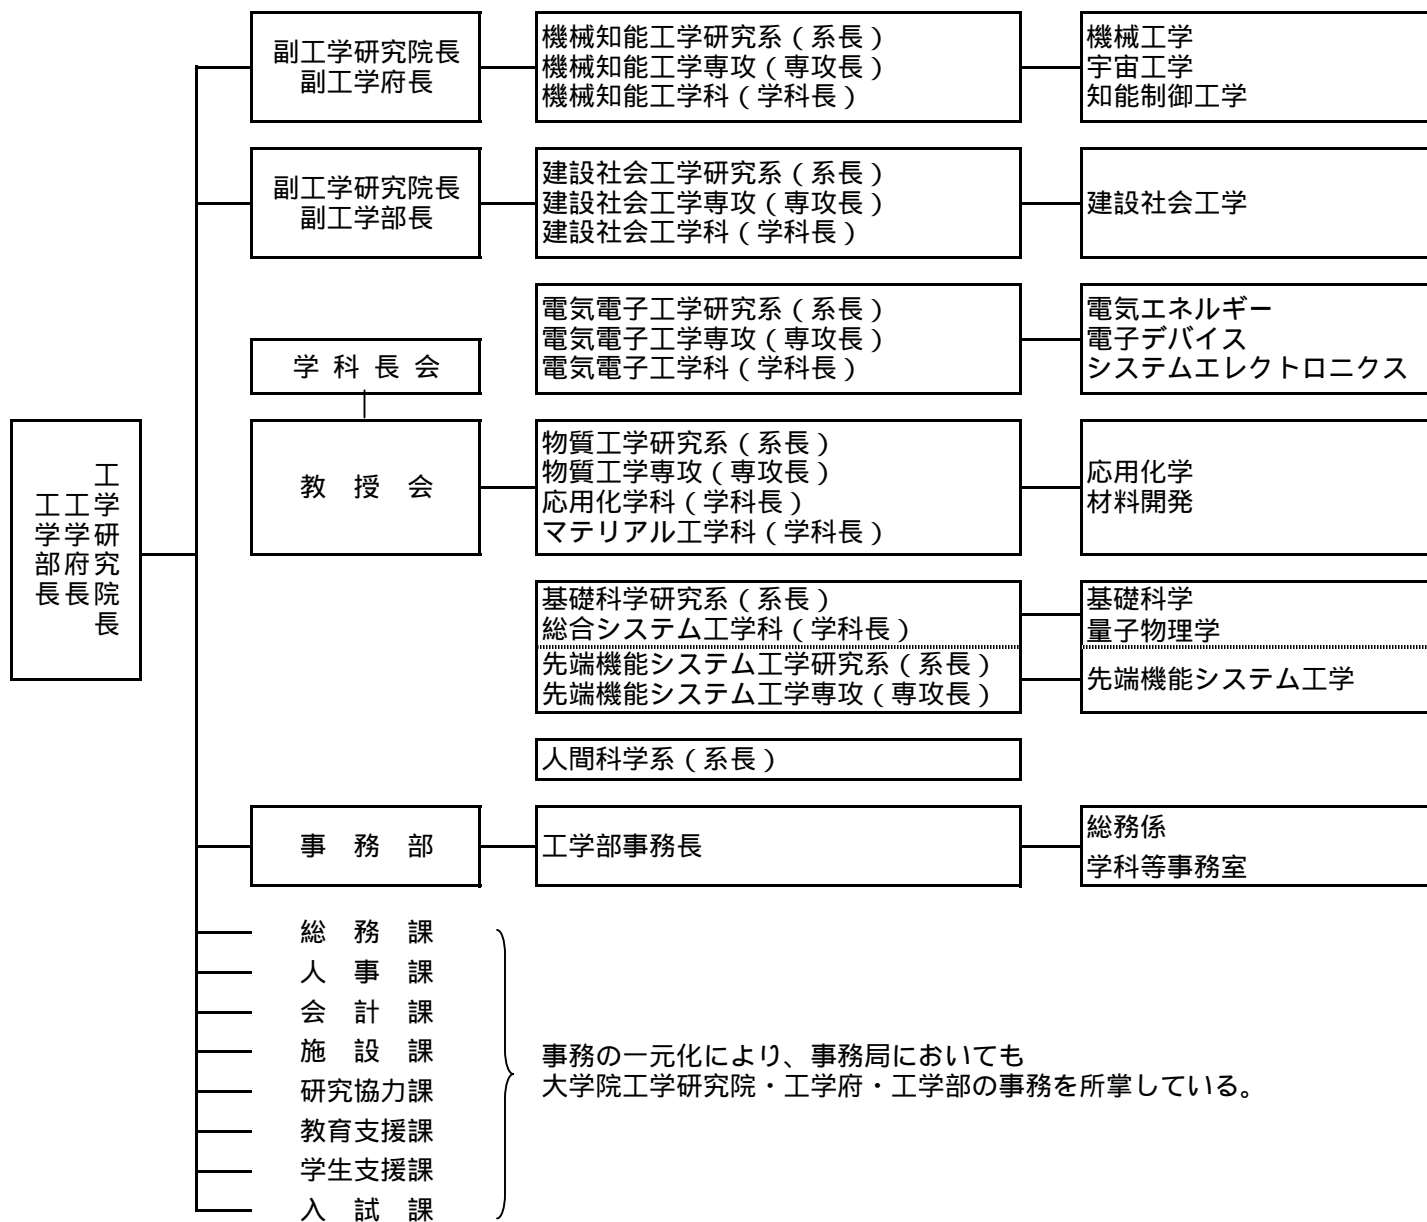 工学研究院長
工学府長
工学部長
副工学研究院長
副工学府長
機械知能工学研究系（系長）
機械知能工学専攻（専攻長）
機械知能工学科（学科長）
機械工学
宇宙工学
知能制御工学
副工学研究院長
副工学部長
建設社会工学研究系（系長）
建設社会工学専攻（専攻長）
建設社会工学科（学科長）
建設社会工学
電気電子工学研究系（系長）
電気電子工学専攻（専攻長）
電気電子工学科（学科長）
電気エネルギー
電子デバイス
システムエレクトロニクス
学科長会
教授会
物質工学研究系（系長）
物質工学専攻（専攻長）
応用化学科（学科長）
マテリアル工学科（学科長）
応用化学
材料開発
基礎科学研究系（系長）
総合システム工学科（学科長）
基礎科学
量子物理学
先端機能システム工学研究系（系長）
先端機能システム工学専攻（専攻長）
先端機能システム工学
人間科学系（系長）
事務部
工学部事務長
総務係
学科等事務室
総務課
人事課
会計課
施設課
研究協力課
教育支援課
学生支援課
入試課
事務の一元化により、事務局においても
大学院工学研究院・工学府・工学部の事務を所掌している。